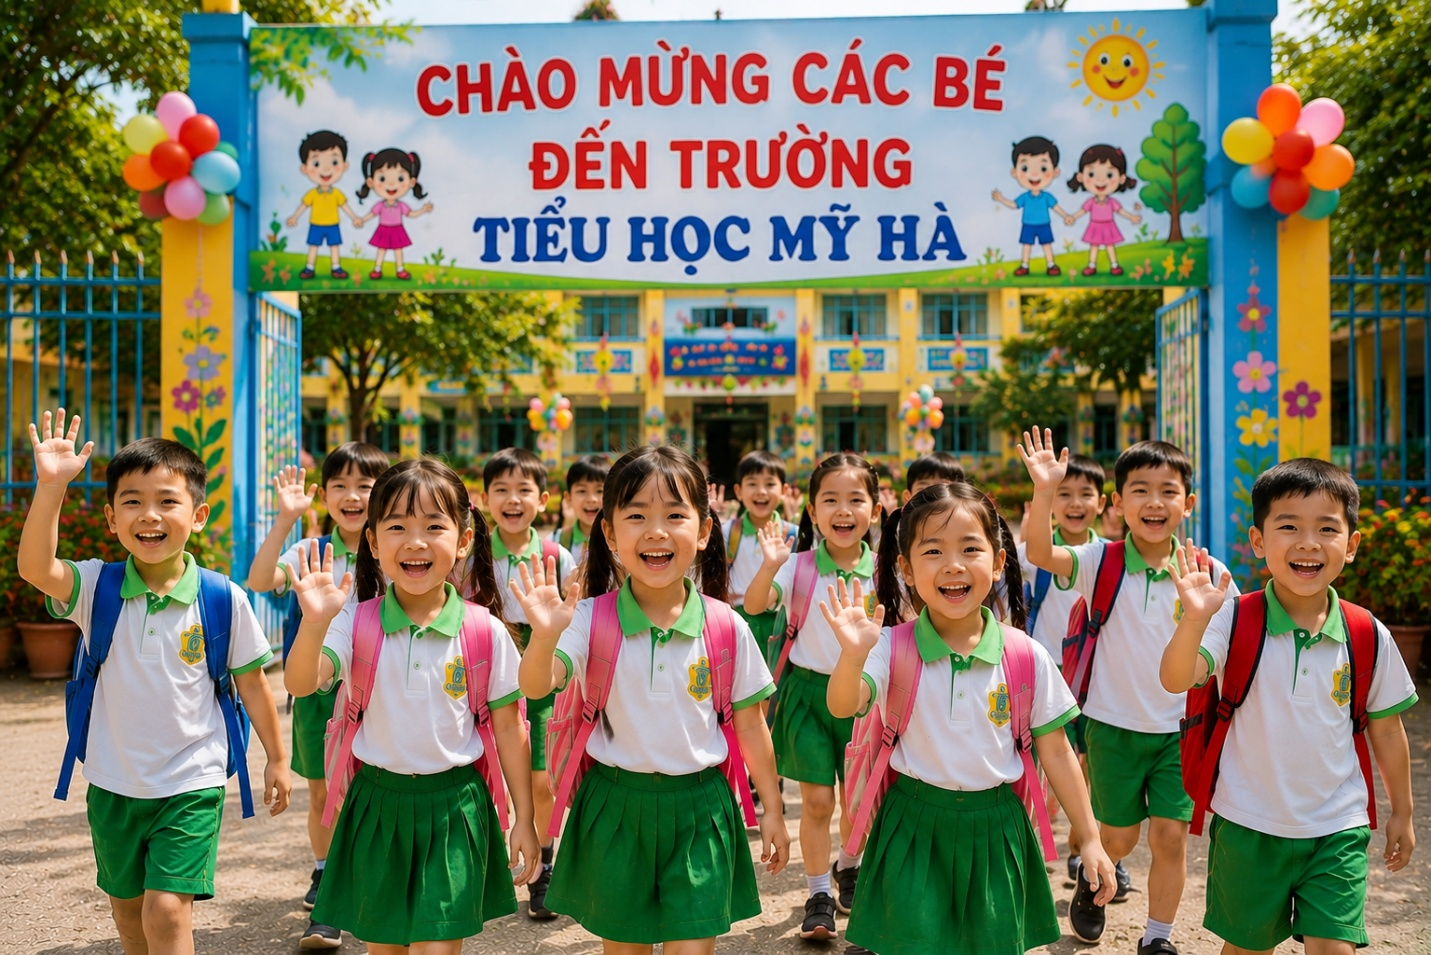 CHÀO MỪNG CÁC BÉ
ĐẾN TRƯỜNG
TIỂU HỌC MỸ HÀ